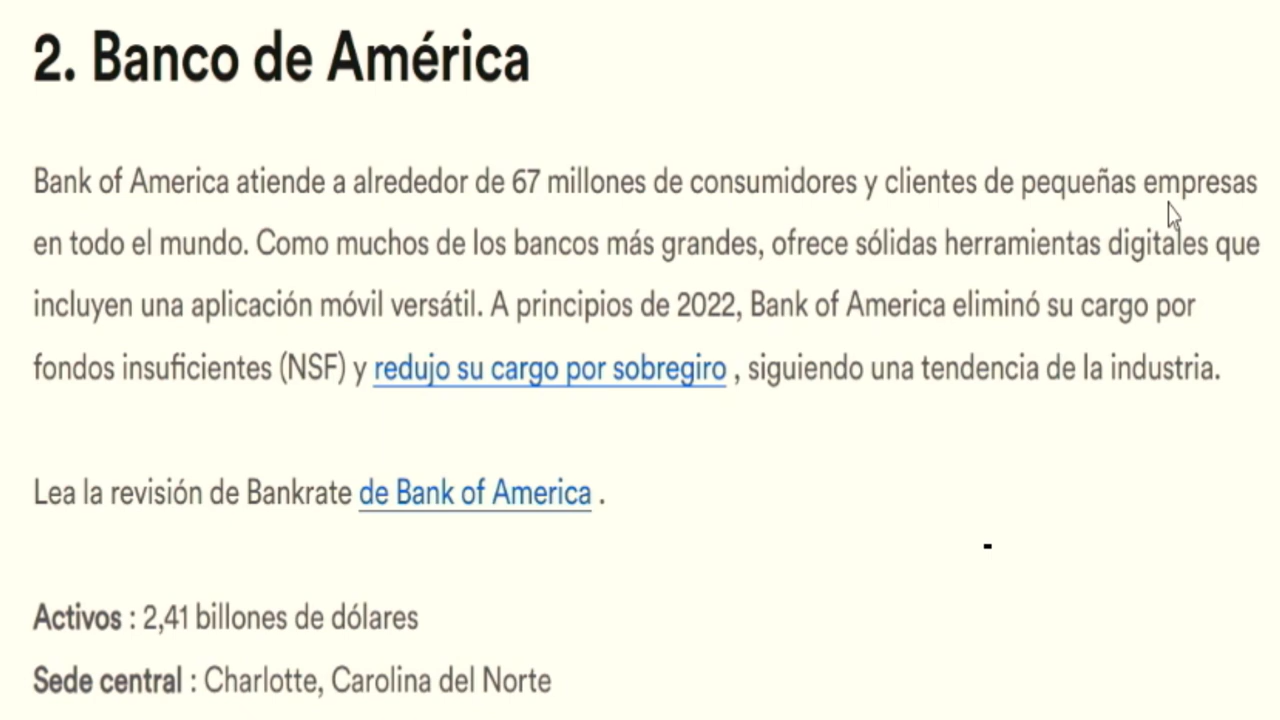 2. Banco de América
Bank of America atiende a alrededor de 67 millones de consumidores y clientes de pequeñas empresas
en todo el mundo. Como muchos de los bancos más grandes, ofrece sólidas herramientas digitales que
incluyen una aplicación móvil versátil. A principios de 2022, Bank of America eliminó su cargo por
fondos insuficientes (NSF) y redujo su cargo por sobregiro , siguiendo una tendencia de la industria.
Lea la revisión de Bankrate de Bank of America .
Activos : 2,41 billones de dólares
Sede central : Charlotte, Carolina del Norte